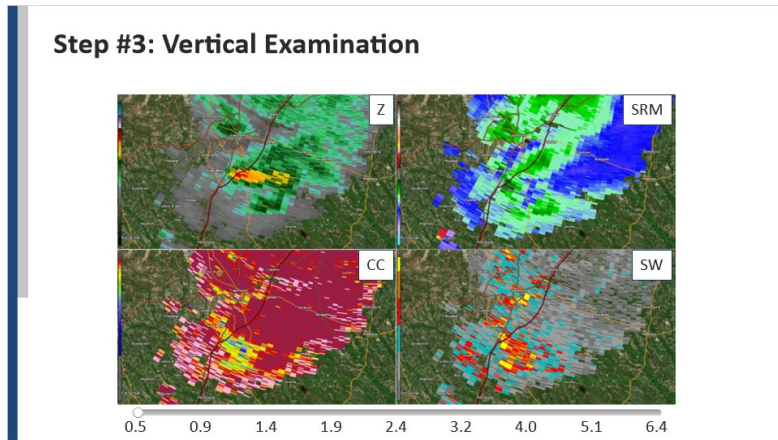 Step #3: Vertical Examination
Z
SRM
CC
SW
0.5 0.9 1.4 1.9 2.4 3.2 4.0 5.1 6.4